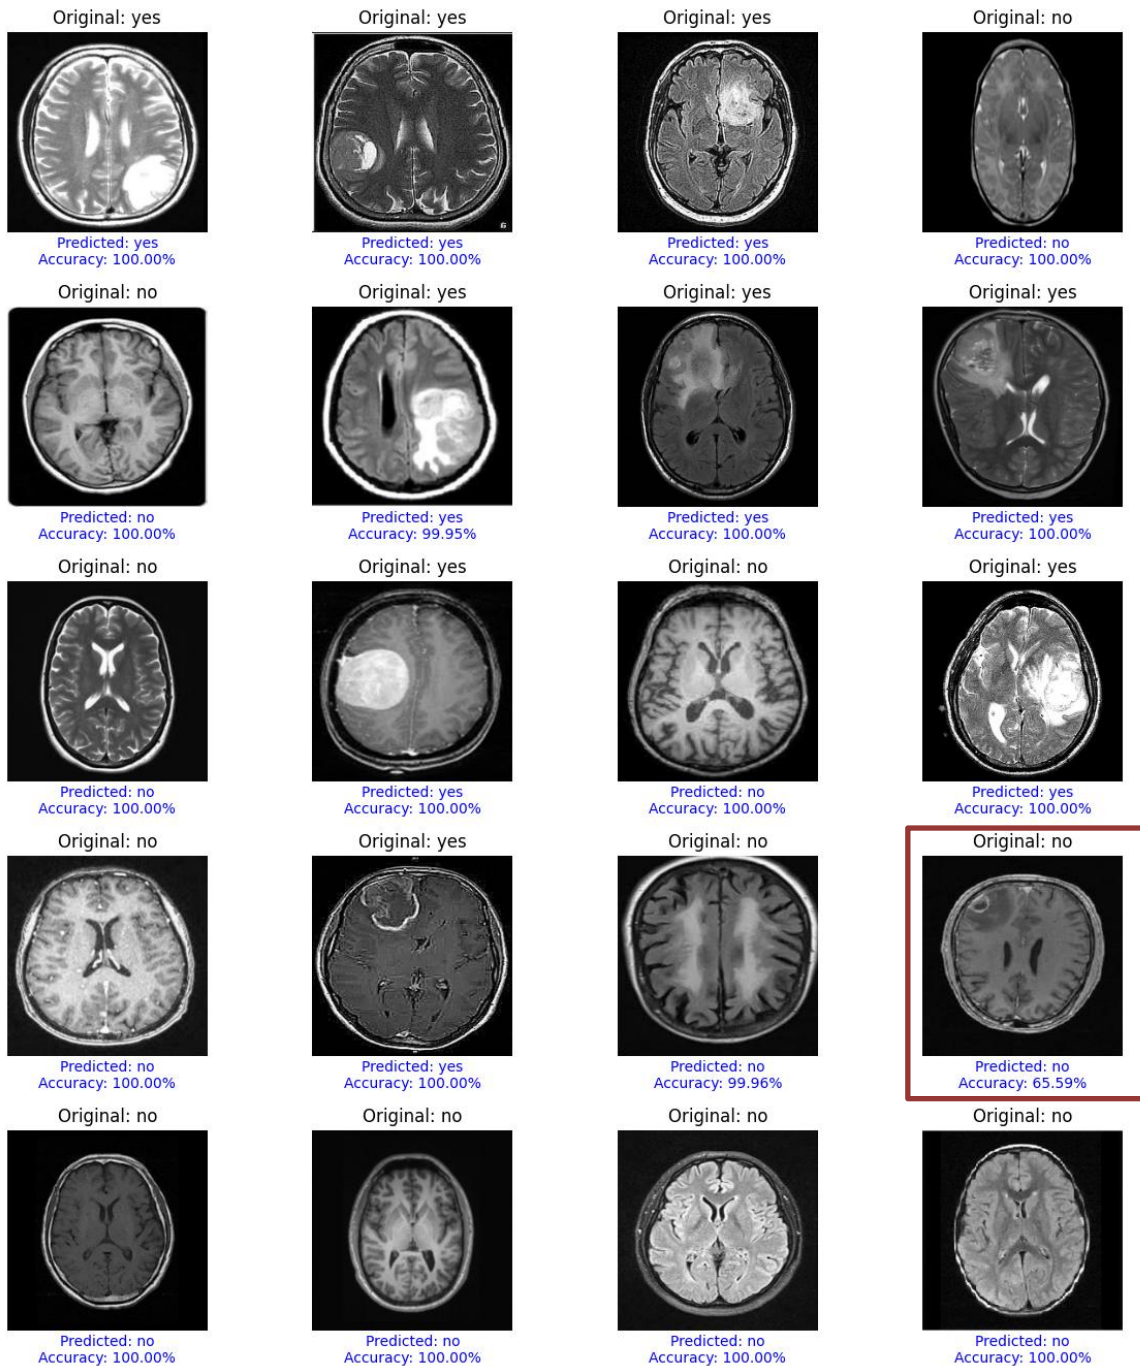 Original: yes
Original: yes
Original: yes
Original: no
Predicted: yes
Accuracy: 100.00%
Predicted: yes
Accuracy: 100.00%
Predicted: yes
Accuracy: 100.00%
Predicted: no
Accuracy: 100.00%
Original: no
Original: yes
Original: yes
Original: yes
Predicted: no
Accuracy: 100.00%
Predicted: yes
Accuracy: 99.95%
Predicted: yes
Accuracy: 100.00%
Predicted: yes
Accuracy: 100.00%
Original: no
Original: yes
Original: no
Original: yes
Predicted: no
Accuracy: 100.00%
Predicted: yes
Accuracy: 100.00%
Predicted: no
Accuracy: 100.00%
Predicted: yes
Accuracy: 100.00%
Original: no
Original: yes
Original: no
Original: no
Predicted: no
Accuracy: 100.00%
Predicted: yes
Accuracy: 100.00%
Predicted: no
Accuracy: 99.96%
Predicted: no
Accuracy: 65.59%
Original: no
Original: no
Original: no
Original: no
Predicted: no
Accuracy: 100.00%
Predicted: no
Accuracy: 100.00%
Predicted: no
Accuracy: 100.00%
Predicted: no
Accuracy: 100.00%